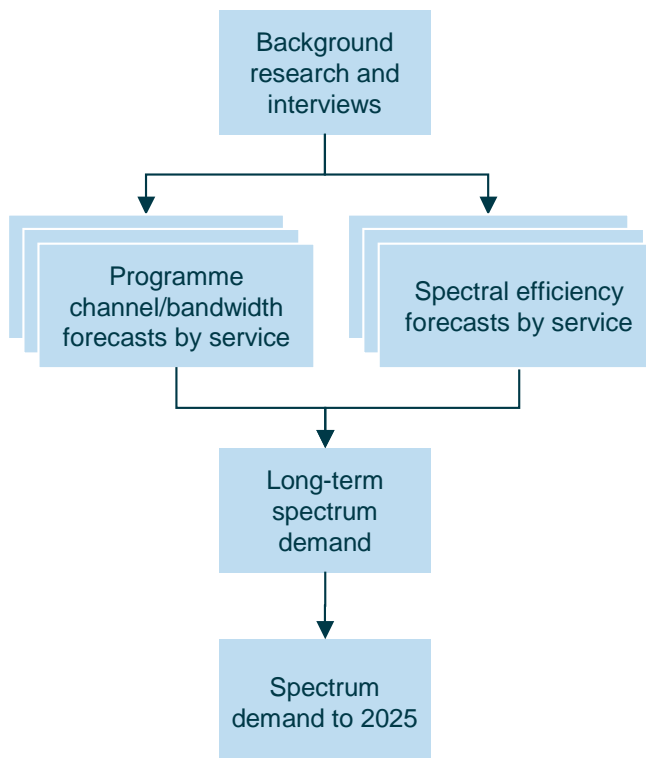 Background
research and
interviews
Programme
channel/bandwidth
forecasts by service
Spectral efficiency
forecasts by service
Long-term
spectrum
demand
Spectrum
demand to 2025